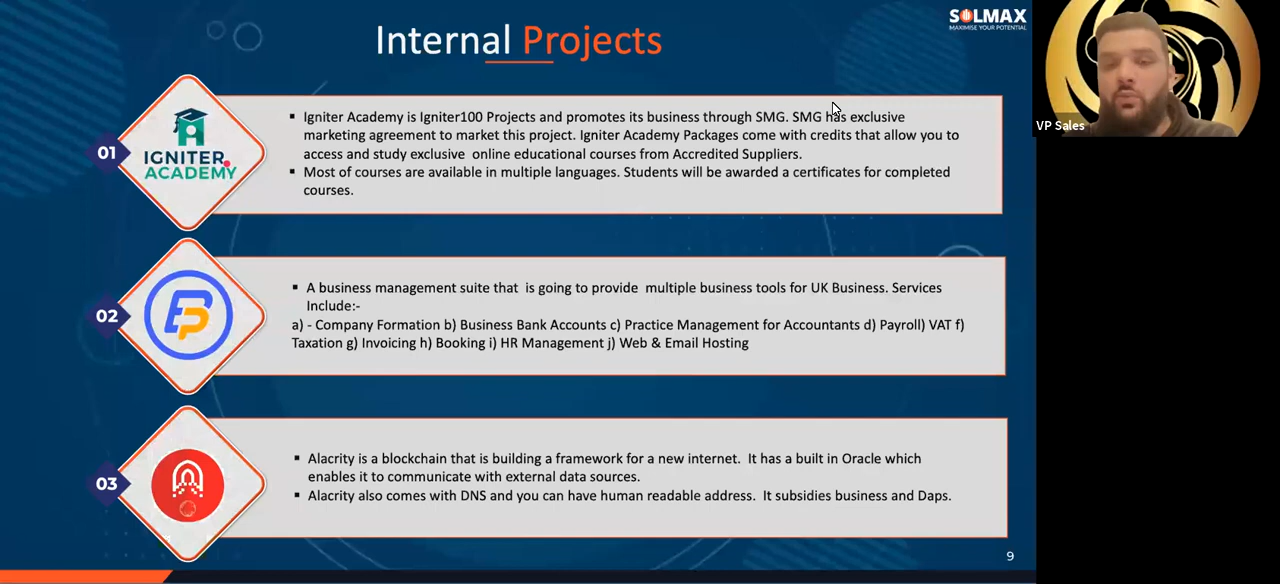 Internal Projects
SOLMAX
MAXIMISE YOUR POTENTIAL
VP Sales
01
IGNITER
ACADEMY
▪ Igniter Academy is Igniter100 Projects and promotes its business through SMG. SMG has exclusive
marketing agreement to market this project. Igniter Academy Packages come with credits that allow you to
access and study exclusive online educational courses from Accredited Suppliers.
▪ Most of courses are available in multiple languages. Students will be awarded a certificates for completed
courses.
02
▪ A business management suite that is going to provide multiple business tools for UK Business. Services
Include:-
a) - Company Formation b) Business Bank Accounts c) Practice Management for Accountants d) Payroll) VAT f)
Taxation g) Invoicing h) Booking i) HR Management j) Web & Email Hosting
03
▪ Alacrity is a blockchain that is building a framework for a new internet. It has a built in Oracle which
enables it to communicate with external data sources.
▪ Alacrity also comes with DNS and you can have human readable address. It subsidies business and Daps.
9